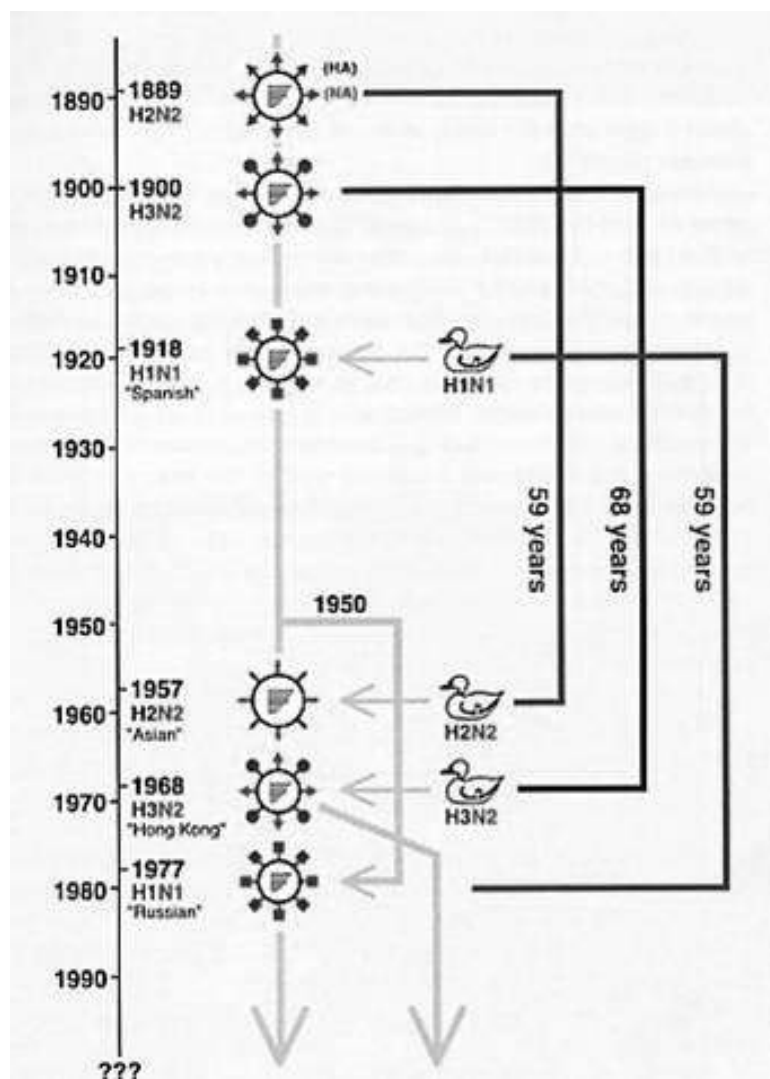 1889
H2N2
(HA)
(NA)
1890
1900
1900
H3N2
1910
1918
H1N1
"Spanish"
1920
H1N1
1930
59 years
68 years
59 years
1940
1950
1950
1957
H2N2
"Asian"
1960
H2N2
1968
H3N2
"Hong Kong"
1970
H3N2
1977
H1N1
"Russian"
1980
1990
???